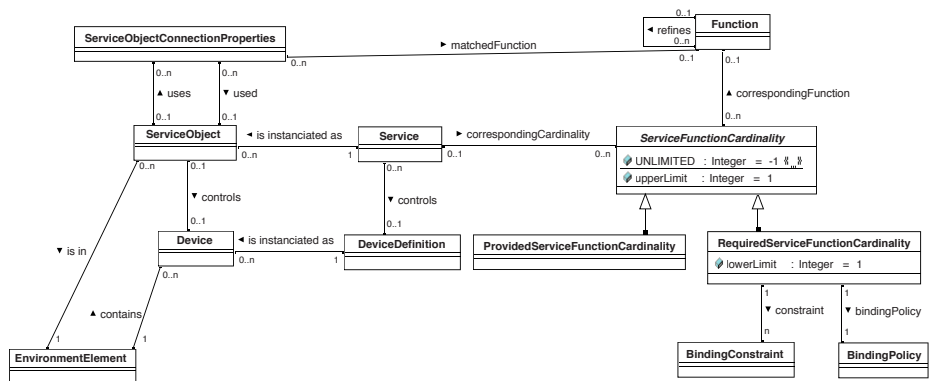 0..1
Function
◄ refines
0..n
ServiceObjectConnectionProperties
► matchedFunction
0..n
0..1
0..1
0..n
0..n
▲ uses
▼ used
▲ correspondingFunction
0..1
0..1
0..n
ServiceObject
◄ is instanciated as
Service
► correspondingCardinality
ServiceFunctionCardinality
0..n
1
0..1
0..n
UNLIMITED : Integer = -1 «...»
upperLimit : Integer = 1
0..n
0..1
0..n
▼ controls
▼ controls
0..1
0..1
▼ is in
Device
◄ is instanciated as
DeviceDefinition
ProvidedServiceFunctionCardinality
RequiredServiceFunctionCardinality
0..n
1
lowerLimit : Integer = 1
0..n
1
1
▲ contains
▼ constraint
▼ bindingPolicy
1
1
n
1
EnvironmentElement
BindingConstraint
BindingPolicy